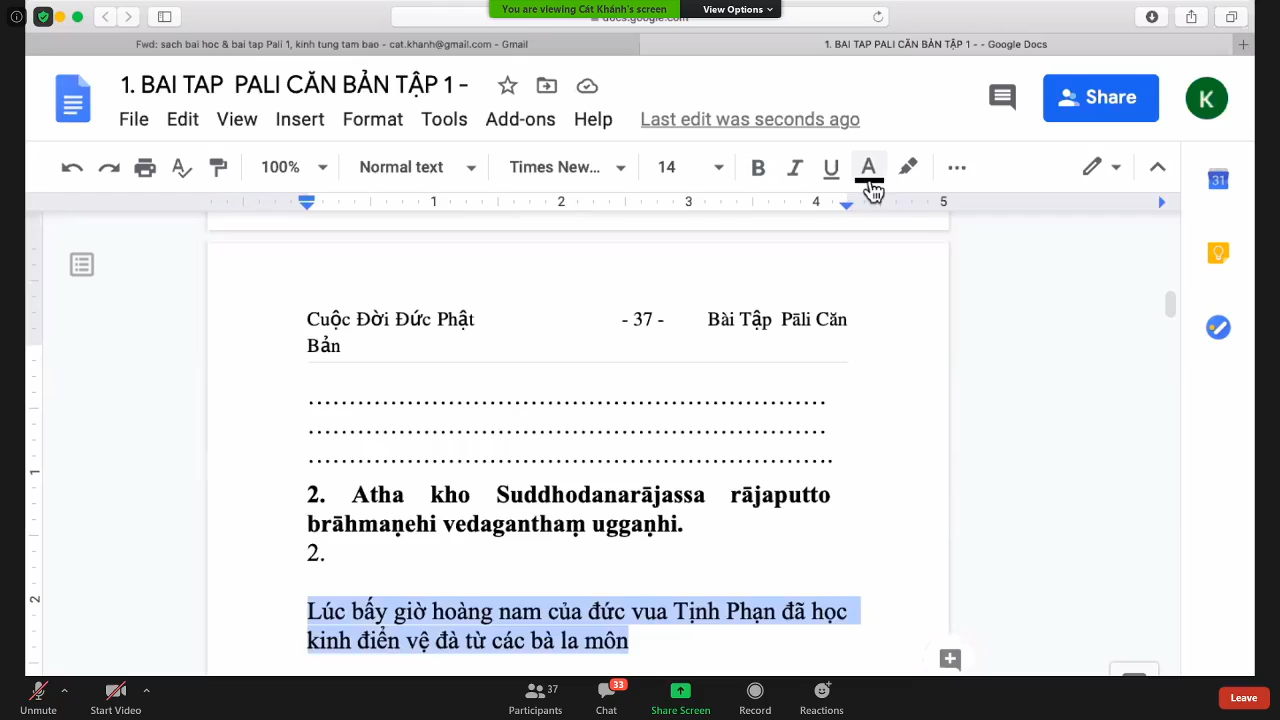 You are viewing Cát Khánh's screen
View Options
docs.google.com
Fwd: sach bai hoc & bai tap Pali 1, kinh tung tam bao - cat.khanh@gmail.com - Gmail
1. BAI TAP PALI CĂN BẢN TẬP 1 - - Google Docs
1. BAI TAP PALI CĂN BẢN TẬP 1 -
Share
K
File Edit View Insert Format Tools Add-ons Help Last edit was seconds ago
100% Normal text Times New... 14 B I U A
1 2 3 4 5
31
Cuộc Đời Đức Phật - 37 - Bài Tập Pāli Căn
Bản
1
2
2. Atha kho Suddhodanarājassa rājaputto
brāhmaṇehi vedaganthaṃ uggaṇhi.
2.
Lúc bấy giờ hoàng nam của đức vua Tịnh Phạn đã học
kinh điển vệ đà từ các bà la môn
37
33
Unmute Start Video Participants Chat Share Screen Record Reactions Leave